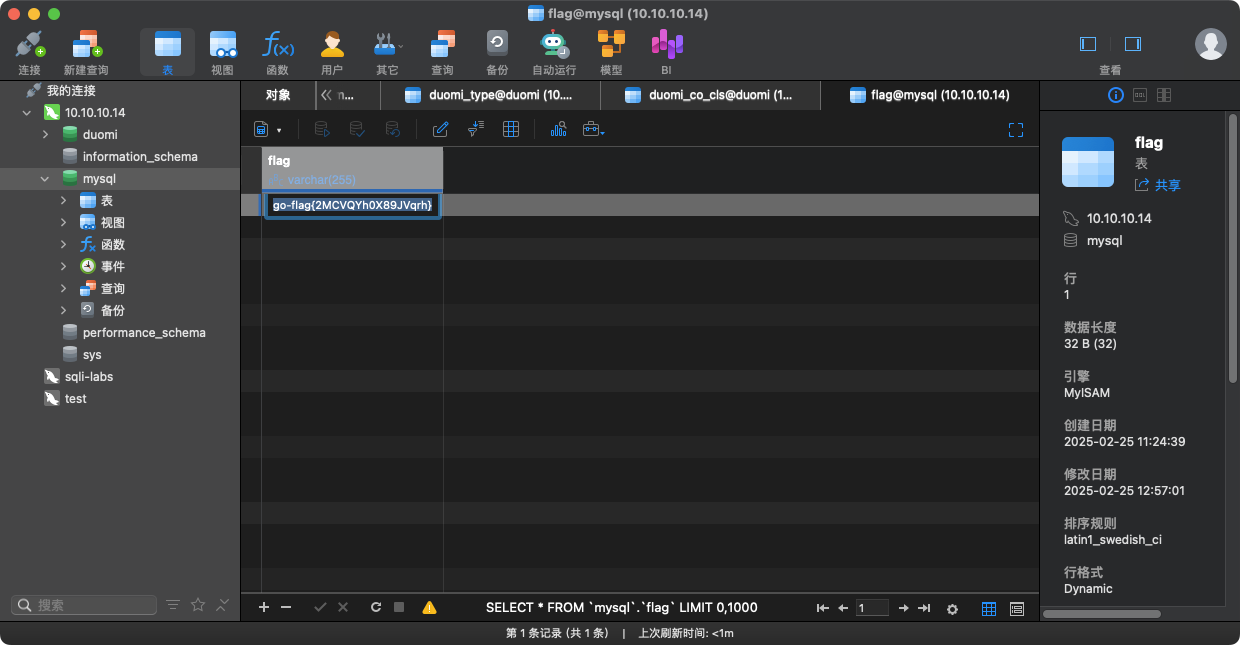 flag@mysql (10.10.10.14)
连接
新建查询
表
视图
函数
用户
其它
查询
备份
自动运行
模型
BI
查看
我的连接
10.10.10.14
duomi
information_schema
mysql
表
视图
函数
事件
查询
备份
performance_schema
sys
sqli-labs
test
搜索
对象
n...
duomi_type@duomi (10....
duomi_co_cls@duomi (1...
flag@mysql (10.10.10.14)
flag
varchar(255)
go-flag{2MCVQYh0X89JVqrh}
SELECT * FROM `mysql`.`flag` LIMIT 0,1000
1
flag
表
共享
10.10.10.14
mysql
行
1
数据长度
32 B (32)
引擎
MyISAM
创建日期
2025-02-25 11:24:39
修改日期
2025-02-25 12:57:01
排序规则
latin1_swedish_ci
行格式
Dynamic
第 1 条记录 (共 1 条) | 上次刷新时间: <1m